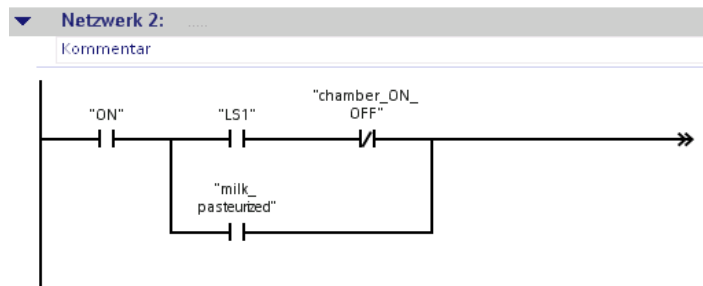 Netzwerk 2: .....
Kommentar
"chamber_ON_
"ON" "LS1" OFF"
"milk_
pasteurized"